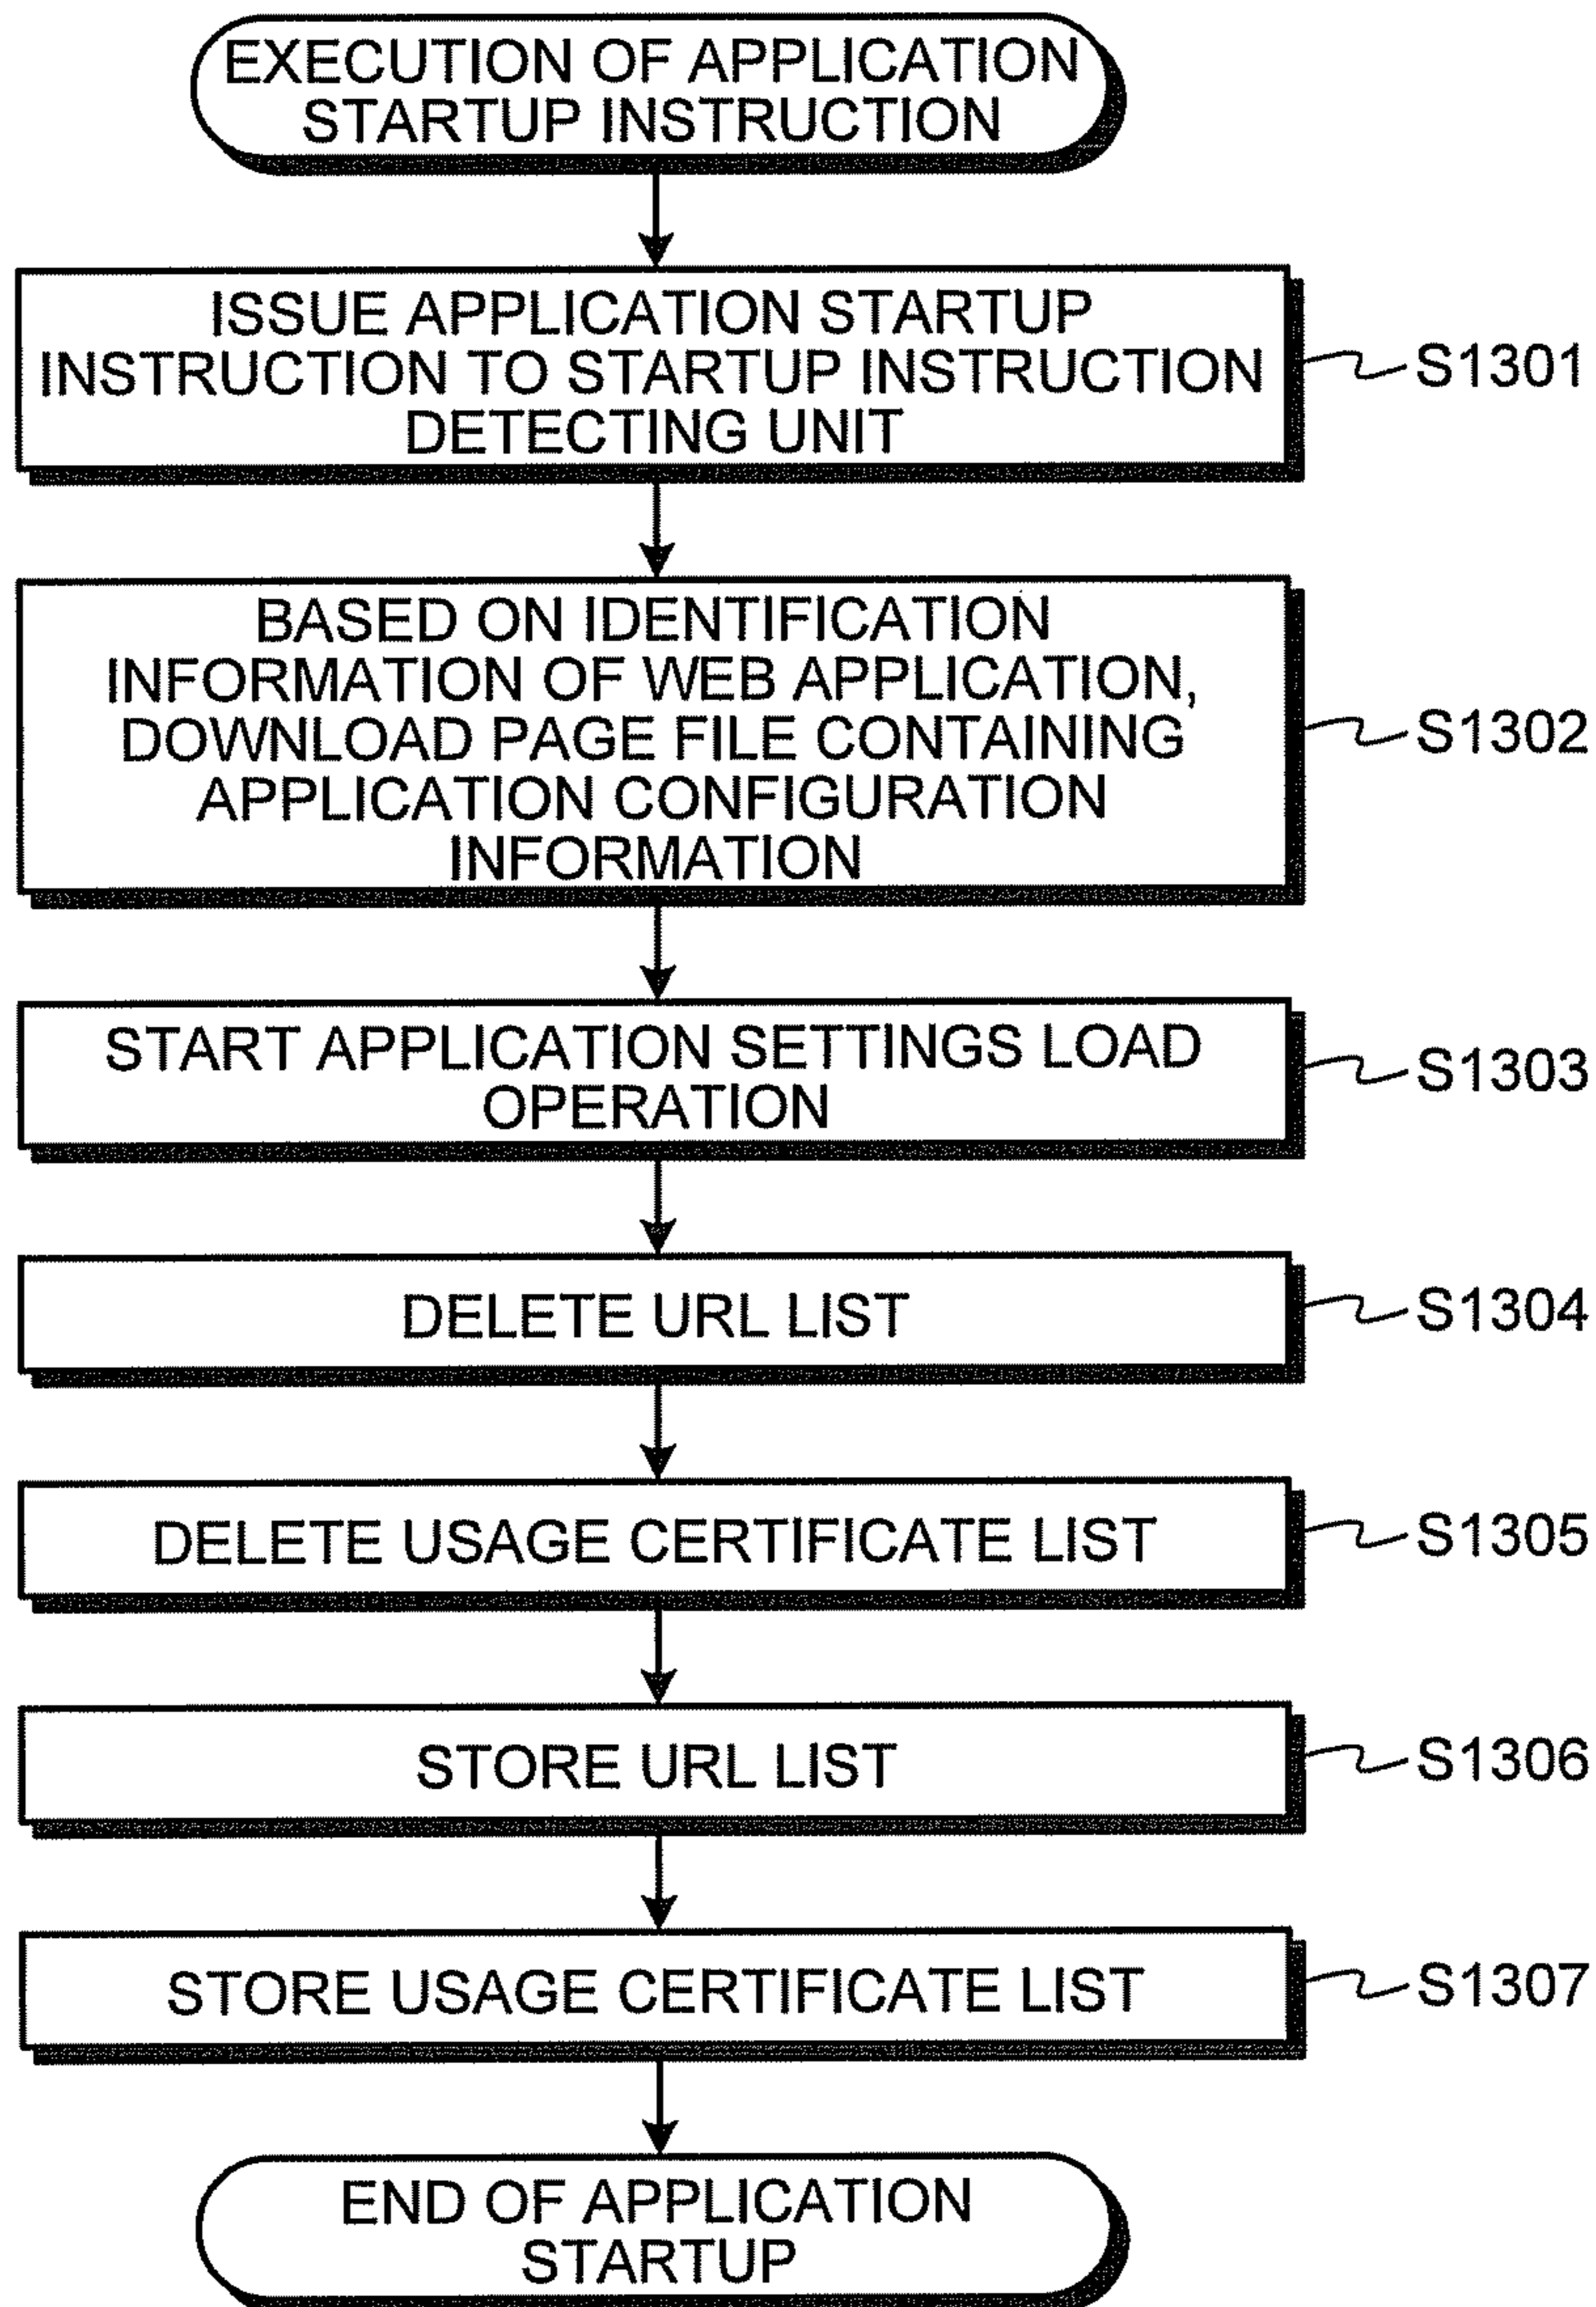 EXECUTION OF APPLICATION
STARTUP INSTRUCTION
ISSUE APPLICATION STARTUP
INSTRUCTION TO STARTUP INSTRUCTION
DETECTING UNIT
S1301
BASED ON IDENTIFICATION
INFORMATION OF WEB APPLICATION,
DOWNLOAD PAGE FILE CONTAINING
APPLICATION CONFIGURATION
INFORMATION
S1302
START APPLICATION SETTINGS LOAD
OPERATION
S1303
DELETE URL LIST
S1304
DELETE USAGE CERTIFICATE LIST
S1305
STORE URL LIST
S1306
STORE USAGE CERTIFICATE LIST
S1307
END OF APPLICATION
STARTUP